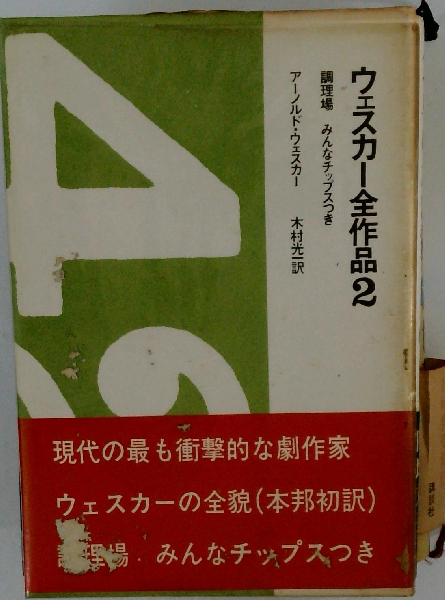 ウェスカー全作品2
調理場 みんなチップスつき
アーノルド・ウェスカー 木村光一訳
現代の最も衝撃的な劇作家
ウェスカーの全貌(本邦初訳)
調理場・みんなチップスつき
講談社